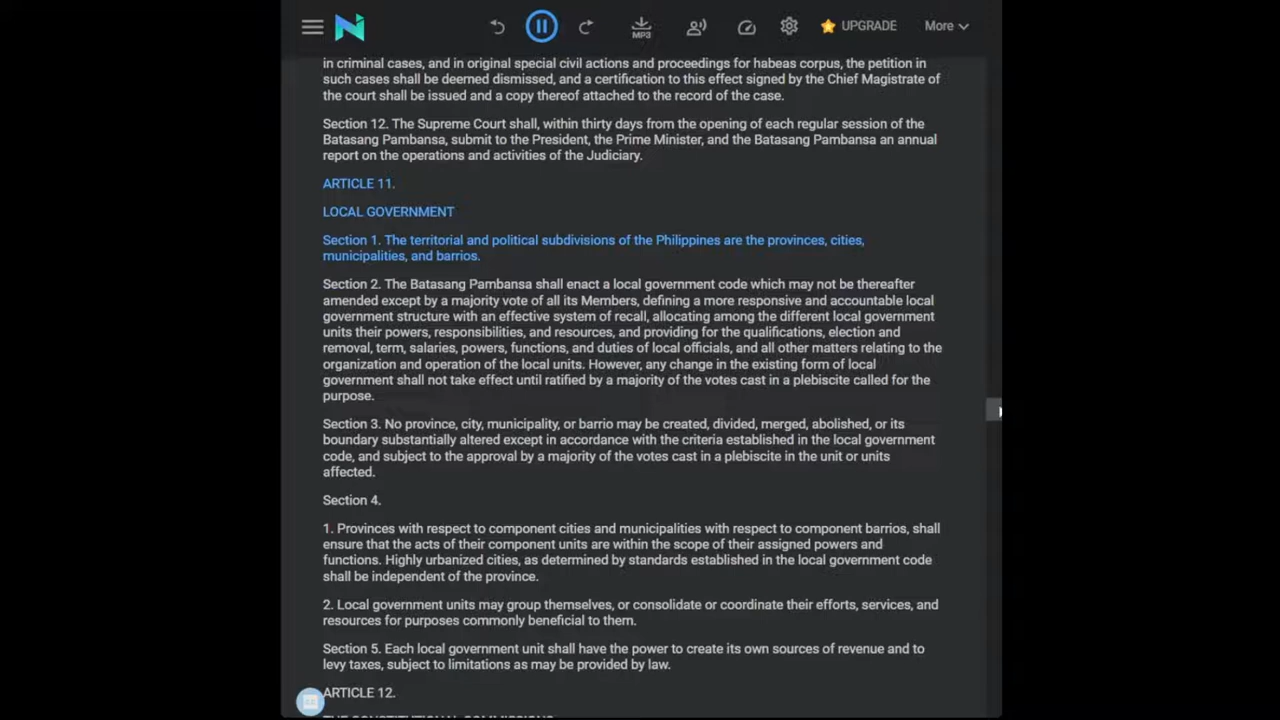 MP3
UPGRADE
More
in criminal cases, and in original special civil actions and proceedings for habeas corpus, the petition in
such cases shall be deemed dismissed, and a certification to this effect signed by the Chief Magistrate of
the court shall be issued and a copy thereof attached to the record of the case.
Section 12. The Supreme Court shall, within thirty days from the opening of each regular session of the
Batasang Pambansa, submit to the President, the Prime Minister, and the Batasang Pambansa an annual
report on the operations and activities of the Judiciary.
ARTICLE 11.
LOCAL GOVERNMENT
Section 1. The territorial and political subdivisions of the Philippines are the provinces, cities,
municipalities, and barrios.
Section 2. The Batasang Pambansa shall enact a local government code which may not be thereafter
amended except by a majority vote of all its Members, defining a more responsive and accountable local
government structure with an effective system of recall, allocating among the different local government
units their powers, responsibilities, and resources, and providing for the qualifications, election and
removal, term, salaries, powers, functions, and duties of local officials, and all other matters relating to the
organization and operation of the local units. However, any change in the existing form of local
government shall not take effect until ratified by a majority of the votes cast in a plebiscite called for the
purpose.
Section 3. No province, city, municipality, or barrio may be created, divided, merged, abolished, or its
boundary substantially altered except in accordance with the criteria established in the local government
code, and subject to the approval by a majority of the votes cast in a plebiscite in the unit or units
affected.
Section 4.
1. Provinces with respect to component cities and municipalities with respect to component barrios, shall
ensure that the acts of their component units are within the scope of their assigned powers and
functions. Highly urbanized cities, as determined by standards established in the local government code
shall be independent of the province.
2. Local government units may group themselves, or consolidate or coordinate their efforts, services, and
resources for purposes commonly beneficial to them.
Section 5. Each local government unit shall have the power to create its own sources of revenue and to
levy taxes, subject to limitations as may be provided by law.
ARTICLE 12.
THE CONSTITUTIONAL COMMISSIONS